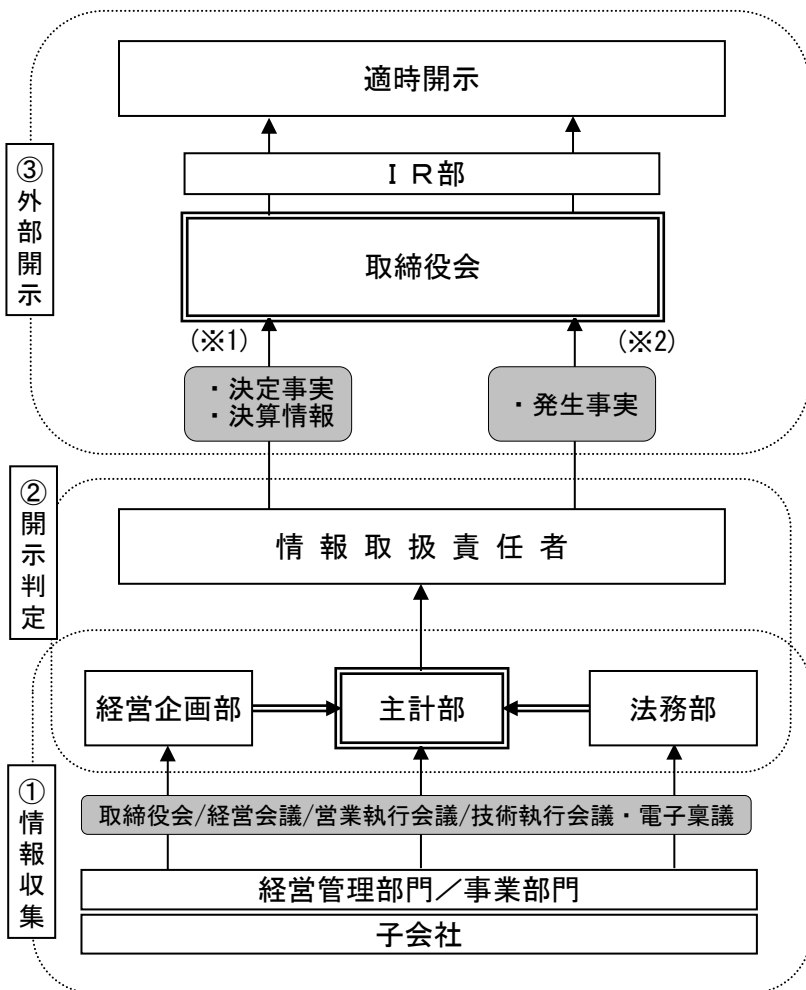 適時開示
ＩＲ部
取締役会
(※1)
(※2)
・決定事実
・決算情報
・発生事実
③外部開示
②開示判定
情報取扱責任者
経営企画部
主計部
法務部
①情報収集
取締役会/経営会議/営業執行会議/技術執行会議・電子稟議
経営管理部門／事業部門
子会社